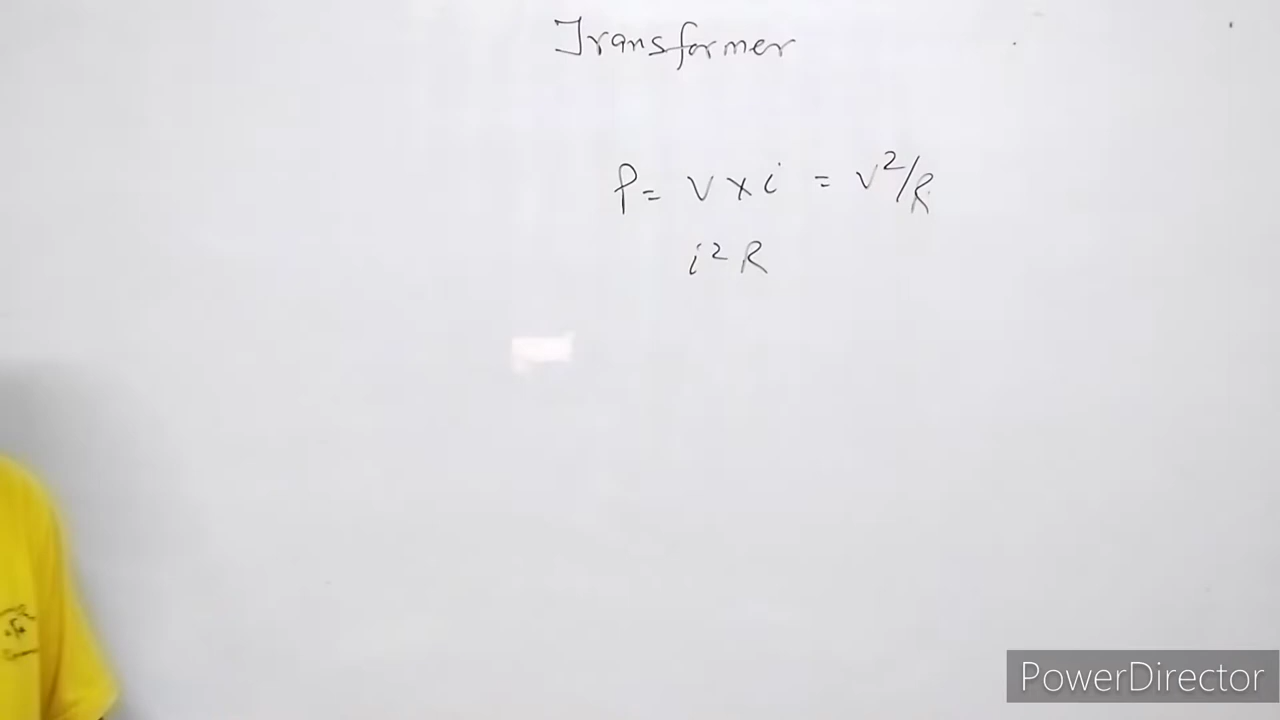 Transformer
P = V × i = V²/R
i² R
PowerDirector